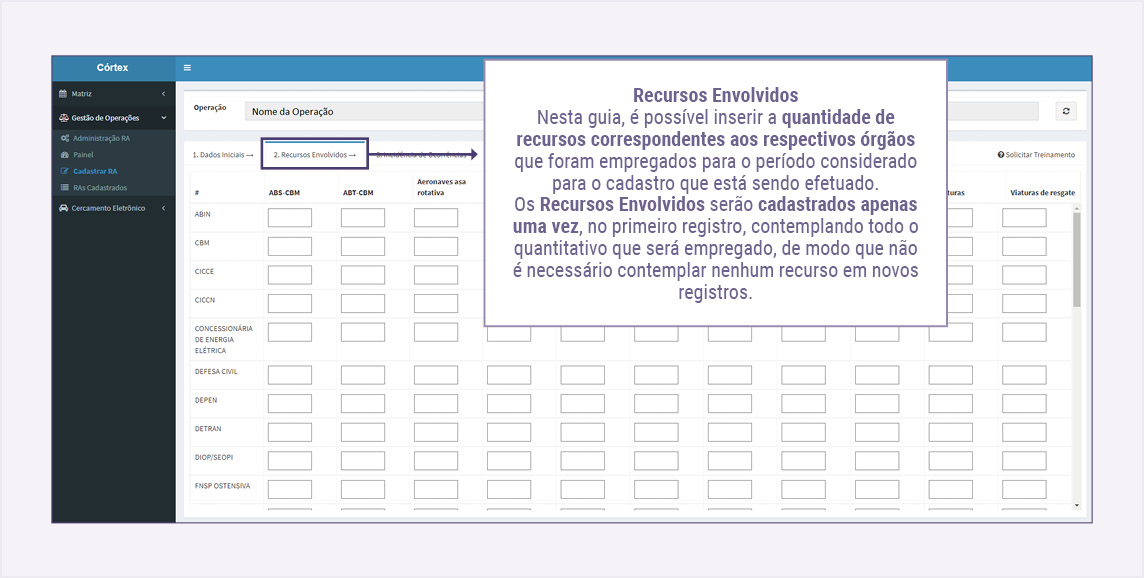 Córtex
Matriz
Gestão de Operações
Administração RA
Painel
Cadastrar RA
RAs Cadastrados
Cercamento Eletrônico
Operação
Nome da Operação
1. Dados Iniciais →
2. Recursos Envolvidos →
3.Incidência de Ocorrências
Solicitar Treinamento
Recursos Envolvidos
Nesta guia, é possível inserir a quantidade de
recursos correspondentes aos respectivos órgãos
que foram empregados para o período considerado
para o cadastro que está sendo efetuado.
Os Recursos Envolvidos serão cadastrados apenas
uma vez, no primeiro registro, contemplando todo o
quantitativo que será empregado, de modo que não
é necessário contemplar nenhum recurso em novos
registros.
#
ABS-CBM
ABT-CBM
Aeronaves asa
rotativa
Viaturas de resgate
ABIN
CBM
CICCE
CICCN
CONCESSIONÁRIA
DE ENERGIA
ELÉTRICA
DEFESA CIVIL
DEPEN
DETRAN
DIOP/SEOPI
FNSP OSTENSIVA